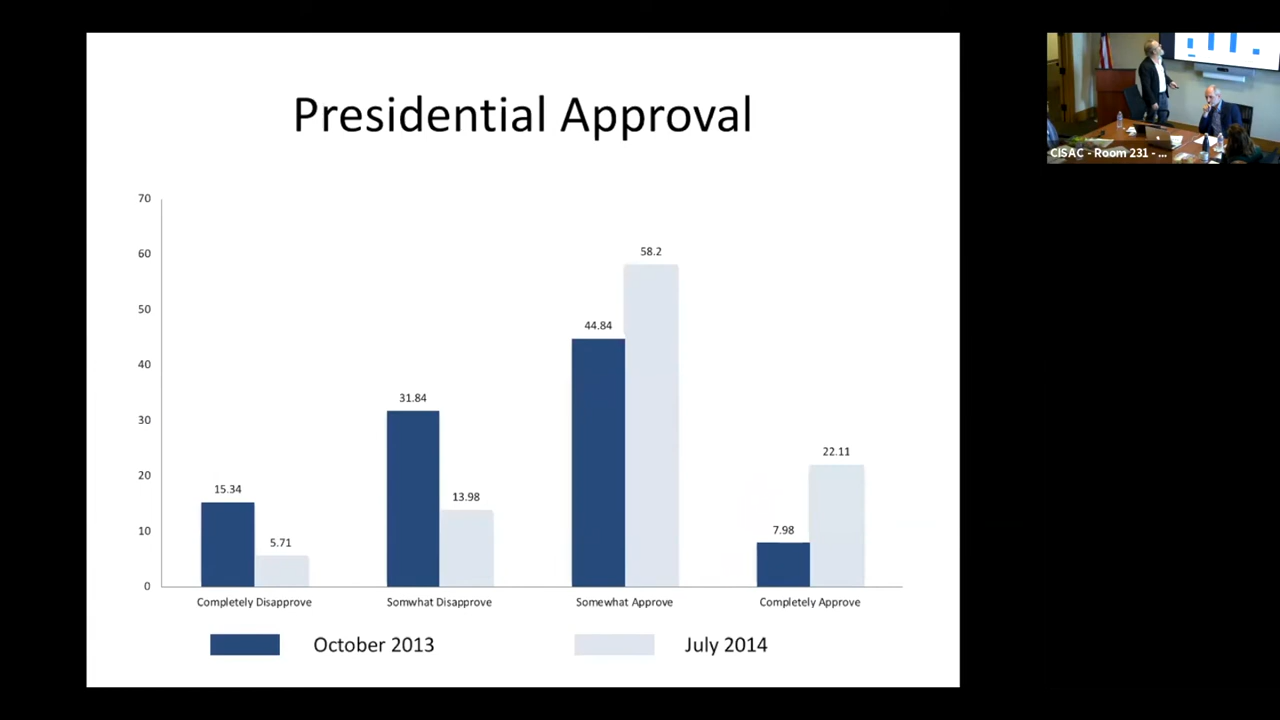 Presidential Approval
70
60
50
40
30
20
10
0
15.34
5.71
31.84
13.98
44.84
58.2
7.98
22.11
Completely Disapprove
Somwhat Disapprove
Somewhat Approve
Completely Approve
October 2013
July 2014
CISAC - Room 231 - ...